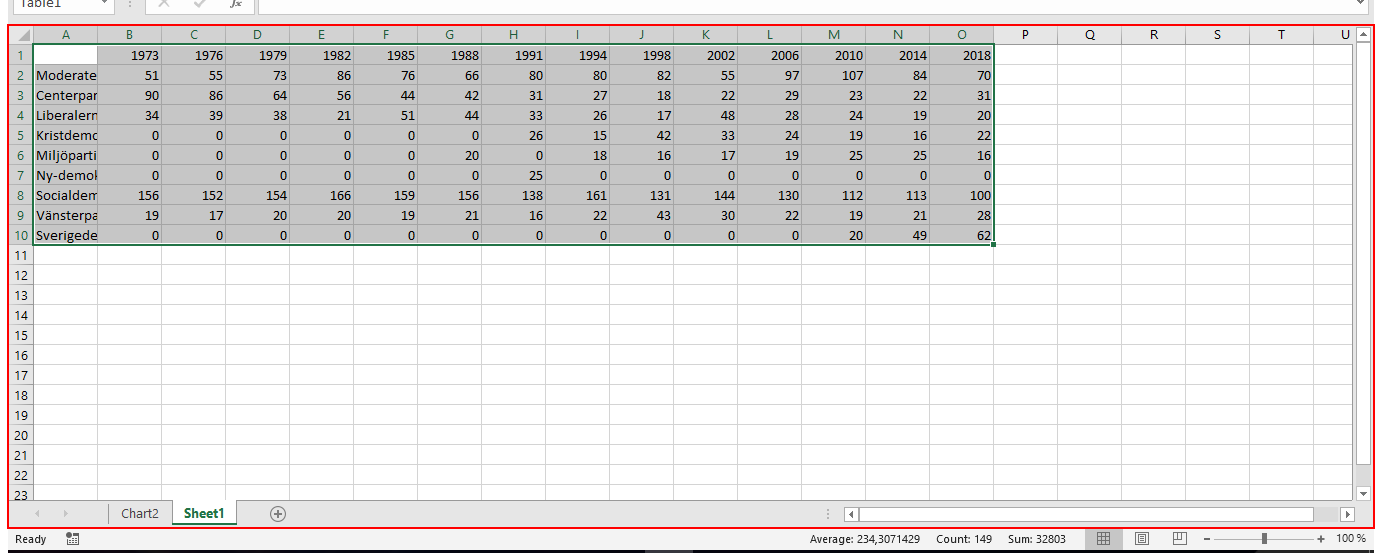 Table1 fx
A B C D E F G H I J K L M N O P Q R S T U
1 1973 1976 1979 1982 1985 1988 1991 1994 1998 2002 2006 2010 2014 2018
2 Moderate 51 55 73 86 76 66 80 80 82 55 97 107 84 70
3 Centerpar 90 86 64 56 44 42 31 27 18 22 29 23 22 31
4 Liberalern 34 39 38 21 51 44 33 26 17 48 28 24 19 20
5 Kristdemo 0 0 0 0 0 0 26 15 42 33 24 19 16 22
6 Miljöparti 0 0 0 0 0 20 0 18 16 17 19 25 25 16
7 Ny-demok 0 0 0 0 0 0 25 0 0 0 0 0 0 0
8 Socialdem 156 152 154 166 159 156 138 161 131 144 130 112 113 100
9 Vänsterpa 19 17 20 20 19 21 16 22 43 30 22 19 21 28
10 Sverigede 0 0 0 0 0 0 0 0 0 0 0 20 49 62
11
12
13
14
15
16
17
18
19
20
21
22
23
Chart2 Sheet1
Ready Average: 234,3071429 Count: 149 Sum: 32803 100 %